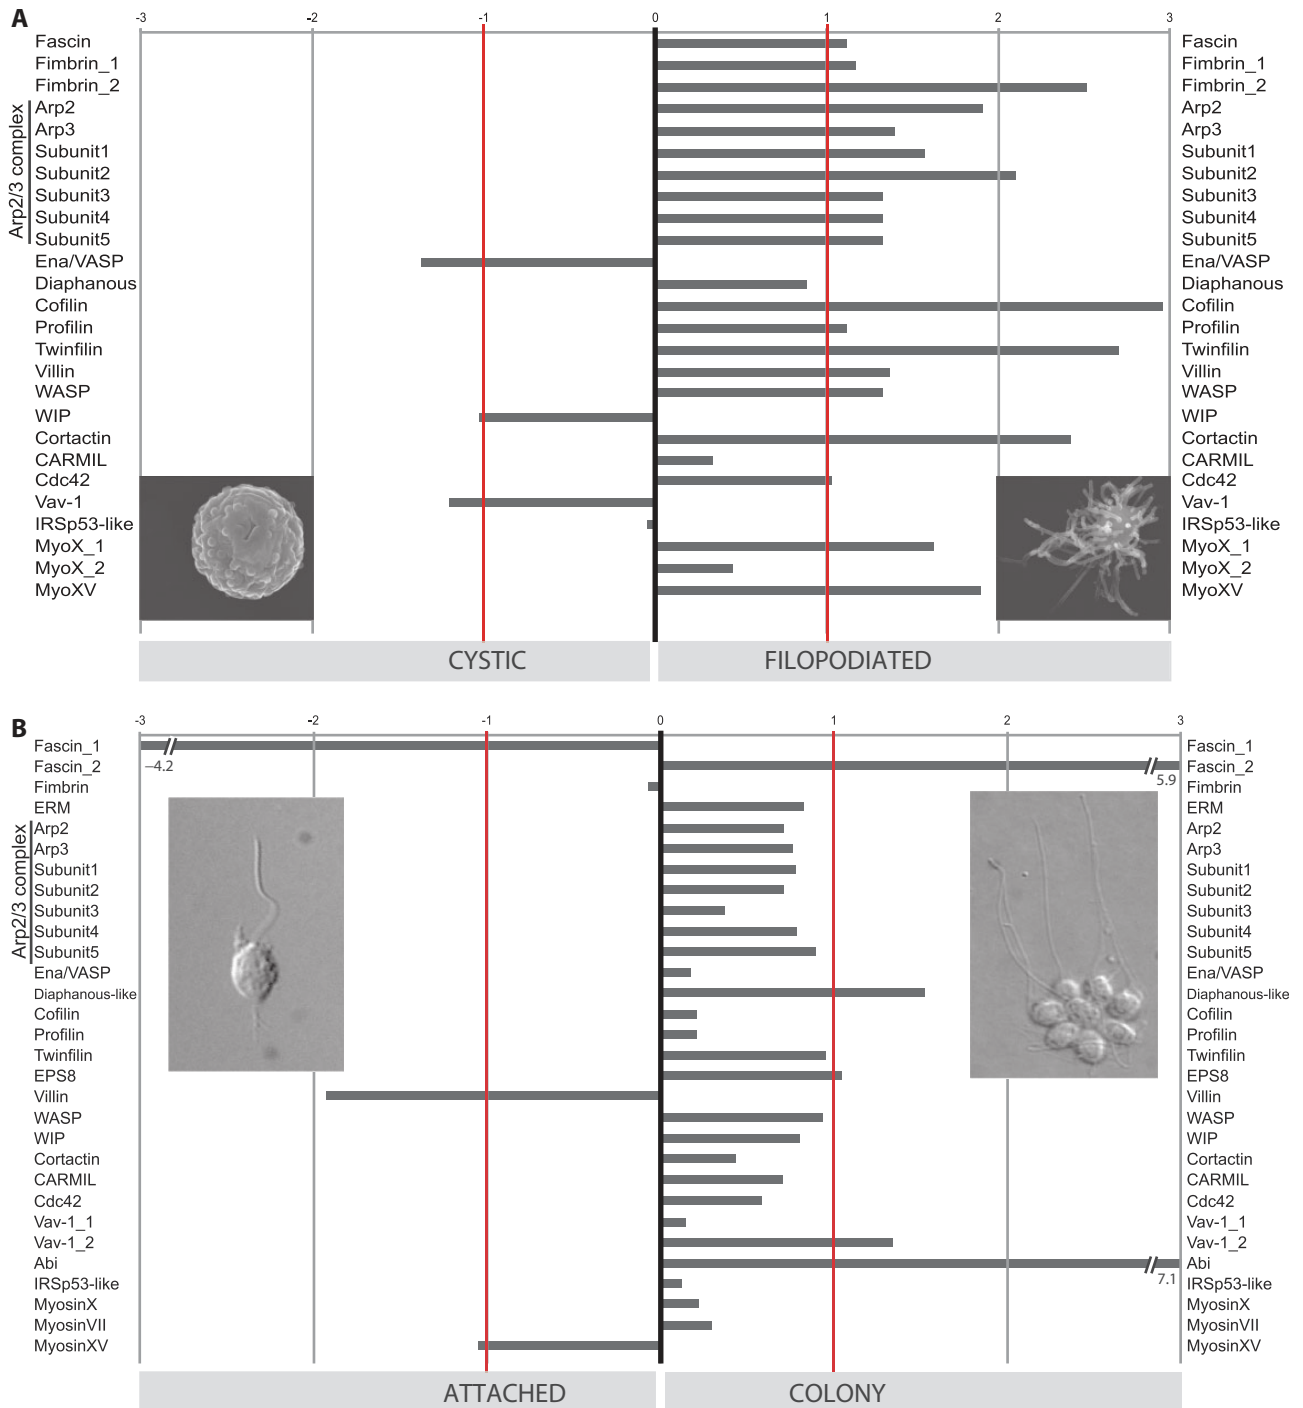 A
-3 -2 -1 0 1 2 3
Fascin Fascin
Fimbrin_1 Fimbrin_1
Fimbrin_2 Fimbrin_2
Arp2/3 complex
Arp2 Arp2
Arp3 Arp3
Subunit1 Subunit1
Subunit2 Subunit2
Subunit3 Subunit3
Subunit4 Subunit4
Subunit5 Subunit5
Ena/VASP Ena/VASP
Diaphanous Diaphanous
Cofilin Cofilin
Profilin Profilin
Twinfilin Twinfilin
Villin Villin
WASP WASP
WIP WIP
Cortactin Cortactin
CARMIL CARMIL
Cdc42 Cdc42
Vav-1 Vav-1
IRSp53-like IRSp53-like
MyoX_1 MyoX_1
MyoX_2 MyoX_2
MyoXV MyoXV
CYSTIC FILOPODIATED
B
-3 -2 -1 0 1 2 3
Fascin_1 Fascin_1
−4.2
Fascin_2 Fascin_2
5.9
Fimbrin Fimbrin
ERM ERM
Arp2/3 complex
Arp2 Arp2
Arp3 Arp3
Subunit1 Subunit1
Subunit2 Subunit2
Subunit3 Subunit3
Subunit4 Subunit4
Subunit5 Subunit5
Ena/VASP Ena/VASP
Diaphanous-like Diaphanous-like
Cofilin Cofilin
Profilin Profilin
Twinfilin Twinfilin
EPS8 EPS8
Villin Villin
WASP WASP
WIP WIP
Cortactin Cortactin
CARMIL CARMIL
Cdc42 Cdc42
Vav-1_1 Vav-1_1
Vav-1_2 Vav-1_2
Abi Abi
7.1
IRSp53-like IRSp53-like
MyosinX MyosinX
MyosinVII MyosinVII
MyosinXV MyosinXV
ATTACHED COLONY